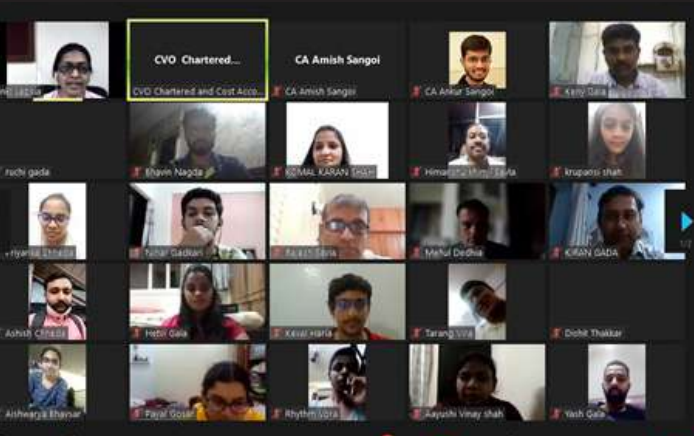 CVO Chartered...
CA Amish Sangoi
CVO Chartered and Cost Acco...
CA Amish Sangoi
CA Ankur Sangoi
Keny Gala
ruchi gada
Bhavin Nagda
KOMAL KARAN SHAH
krupansi shah
Nihar Gadkari
Mehul Dedhia
KIRAN GADA
Ashish Chheda
Hetvi Gala
Keval Haria
Tarang Vira
Dishit Thakkar
Aishwarya Bhavsar
Payal Gosar
Rhythm Vora
Aayushi Vinay shah
Yash Gala